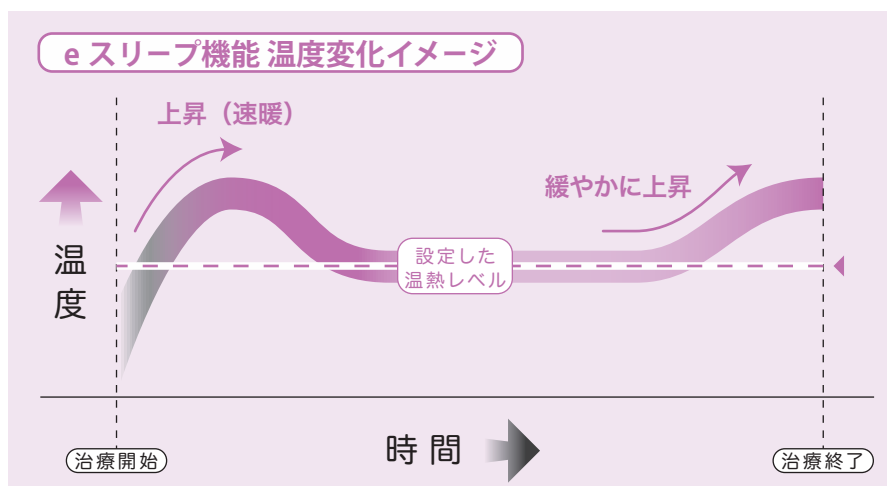 e スリープ機能 温度変化イメージ
上昇（速暖）
緩やかに上昇
温度
設定した
温熱レベル
時間
治療開始
治療終了